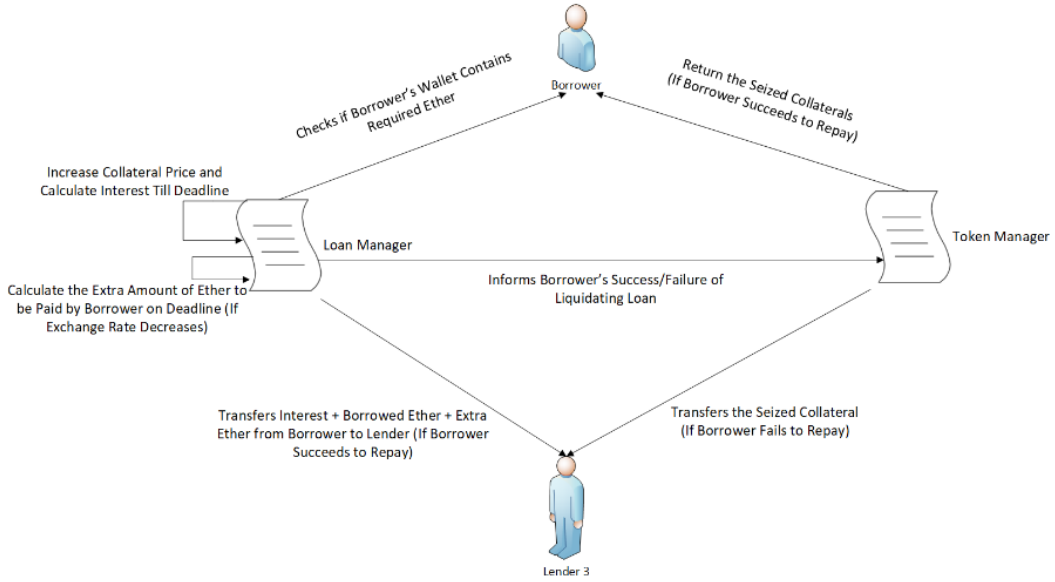 Borrower
Checks if Borrower's Wallet Contains
Required Ether
Return the Seized Collaterals
(If Borrower Succeeds to Repay)
Increase Collateral Price and
Calculate Interest Till Deadline
Loan Manager
Token Manager
Informs Borrower's Success/Failure of
Liquidating Loan
Calculate the Extra Amount of Ether to
be Paid by Borrower on Deadline (If
Exchange Rate Decreases)
Transfers Interest + Borrowed Ether + Extra
Ether from Borrower to Lender (If Borrower
Succeeds to Repay)
Transfers the Seized Collateral
(If Borrower Fails to Repay)
Lender 3